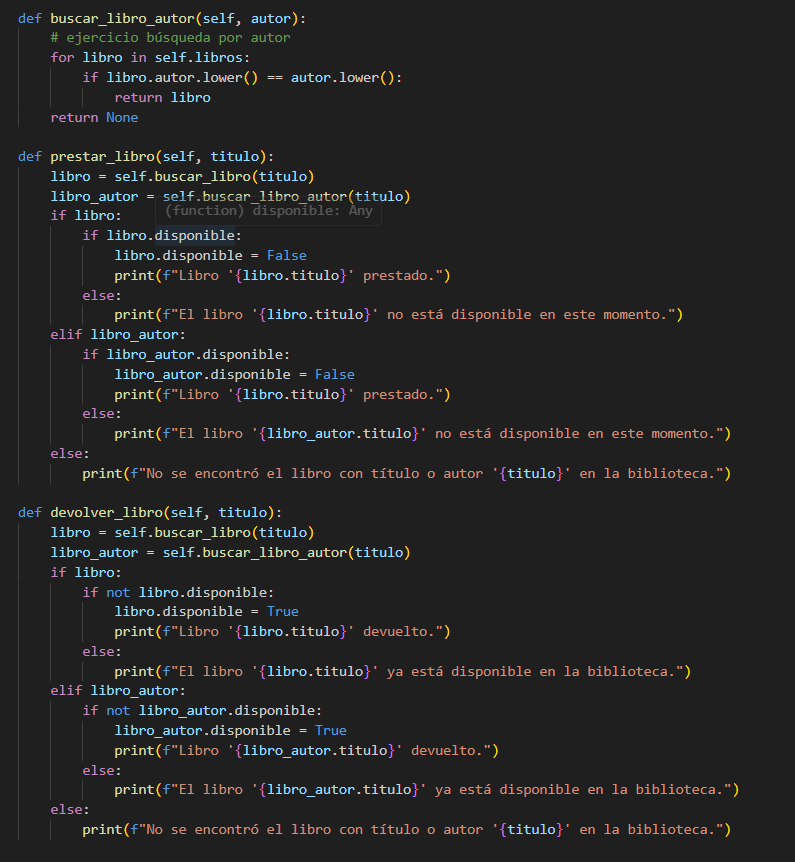 def buscar_libro_autor(self, autor):
    # ejercicio búsqueda por autor
    for libro in self.libros:
        if libro.autor.lower() == autor.lower():
            return libro
    return None

def prestar_libro(self, titulo):
    libro = self.buscar_libro(titulo)
    libro_autor = self.buscar_libro_autor(titulo)
(function) disponible: Any
    if libro:
        if libro.disponible:
            libro.disponible = False
            print(f"Libro '{libro.titulo}' prestado.")
        else:
            print(f"El libro '{libro.titulo}' no está disponible en este momento.")
    elif libro_autor:
        if libro_autor.disponible:
            libro_autor.disponible = False
            print(f"Libro '{libro.titulo}' prestado.")
        else:
            print(f"El libro '{libro_autor.titulo}' no está disponible en este momento.")
    else:
        print(f"No se encontró el libro con título o autor '{titulo}' en la biblioteca.")

def devolver_libro(self, titulo):
    libro = self.buscar_libro(titulo)
    libro_autor = self.buscar_libro_autor(titulo)
    if libro:
        if not libro.disponible:
            libro.disponible = True
            print(f"Libro '{libro.titulo}' devuelto.")
        else:
            print(f"El libro '{libro.titulo}' ya está disponible en la biblioteca.")
    elif libro_autor:
        if not libro_autor.disponible:
            libro_autor.disponible = True
            print(f"Libro '{libro_autor.titulo}' devuelto.")
        else:
            print(f"El libro '{libro_autor.titulo}' ya está disponible en la biblioteca.")
    else:
        print(f"No se encontró el libro con título o autor '{titulo}' en la biblioteca.")